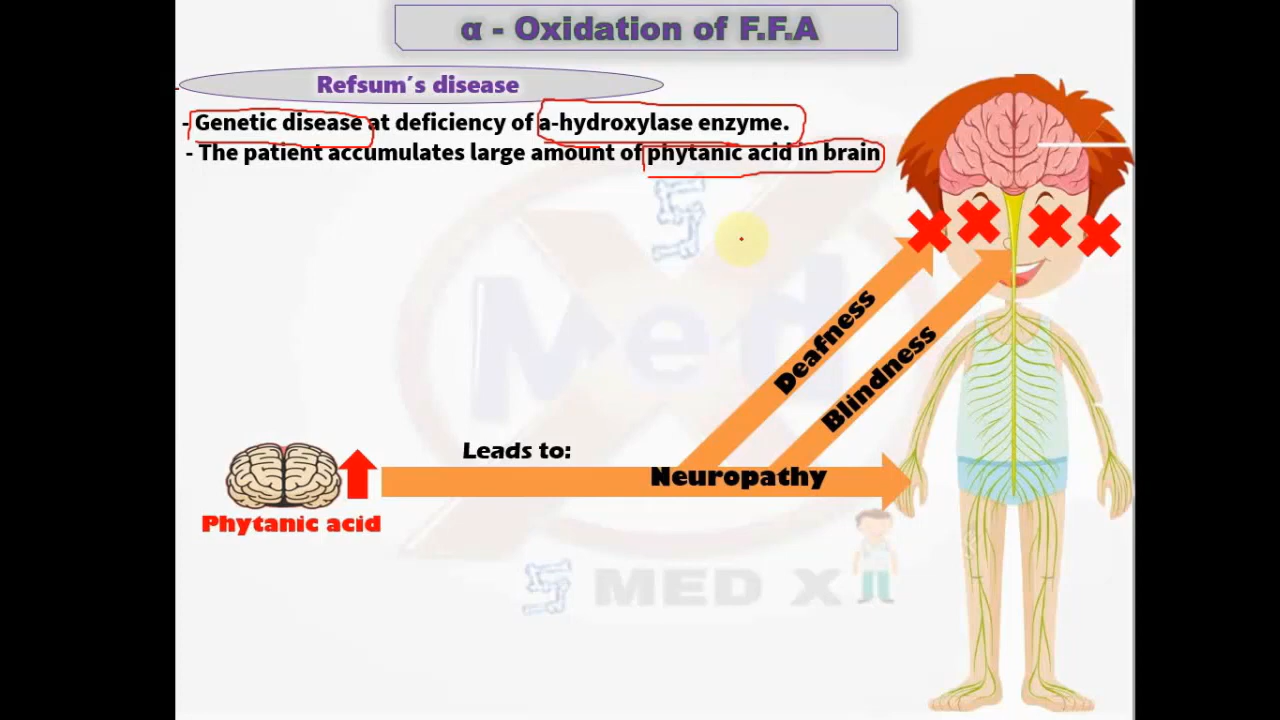 α - Oxidation of F.F.A
Refsum´s disease
- Genetic disease at deficiency of a-hydroxylase enzyme.
- The patient accumulates large amount of phytanic acid in brain
Deafness
Blindness
Leads to:
Neuropathy
Phytanic acid
Med
MED X